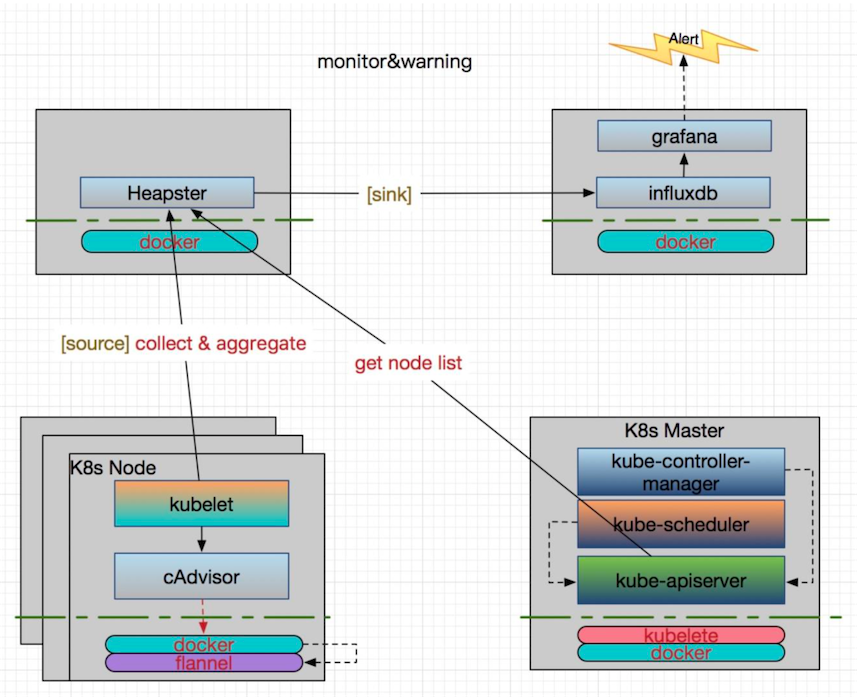 Alert
monitor&warning
grafana
Heapster
[sink]
influxdb
docker
docker
[source] collect & aggregate
get node list
K8s Master
K8s Node
kube-controller-
manager
kubelet
kube-scheduler
cAdvisor
kube-apiserver
docker
flannel
kubelete
docker